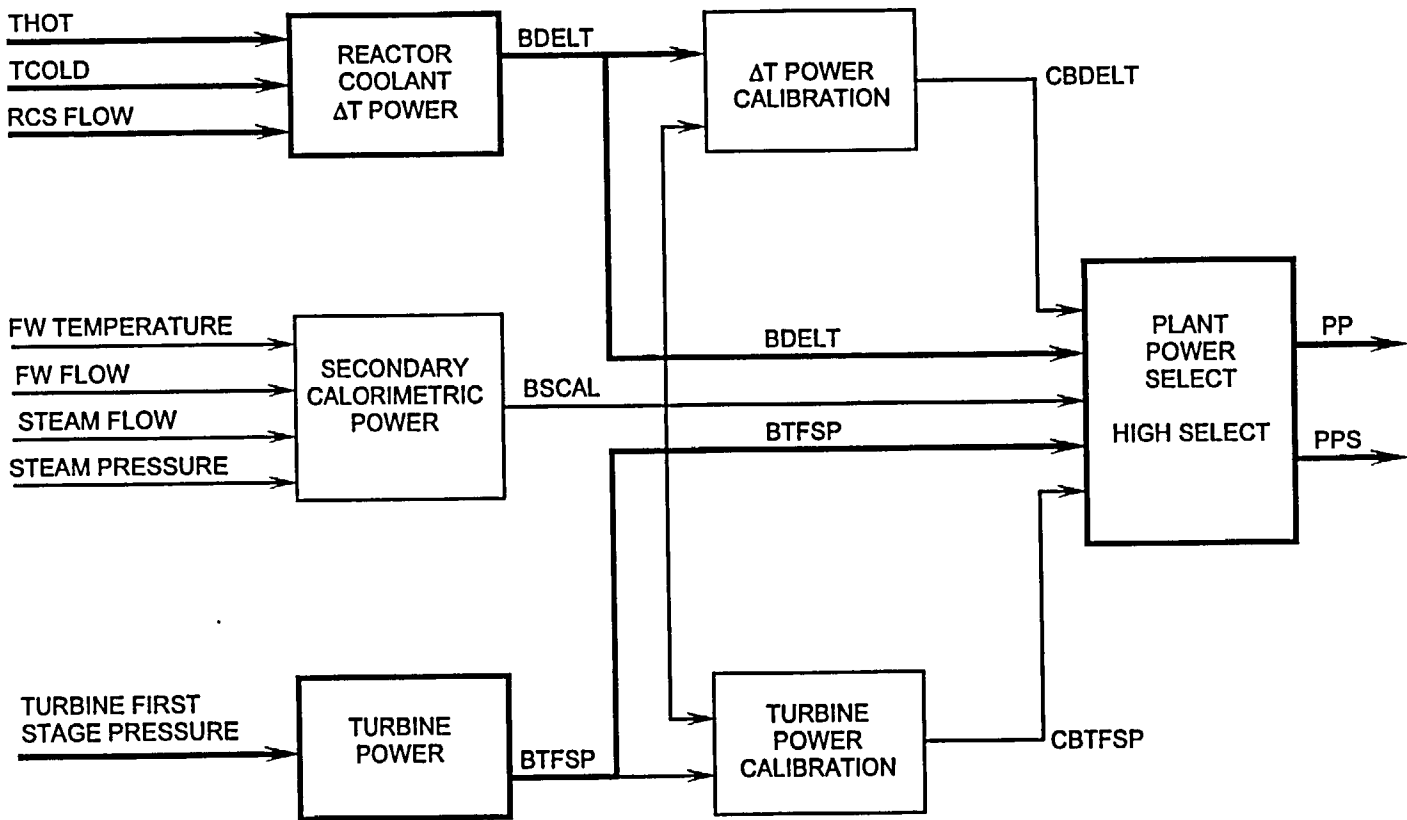 THOT
TCOLD
RCS FLOW
REACTOR
COOLANT
ΔT POWER
BDELT
ΔT POWER
CALIBRATION
CBDELT
FW TEMPERATURE
FW FLOW
STEAM FLOW
STEAM PRESSURE
SECONDARY
CALORIMETRIC
POWER
BSCAL
BDELT
BTFSP
PLANT
POWER
SELECT
HIGH SELECT
PP
PPS
TURBINE FIRST
STAGE PRESSURE
TURBINE
POWER
BTFSP
TURBINE
POWER
CALIBRATION
CBTFSP